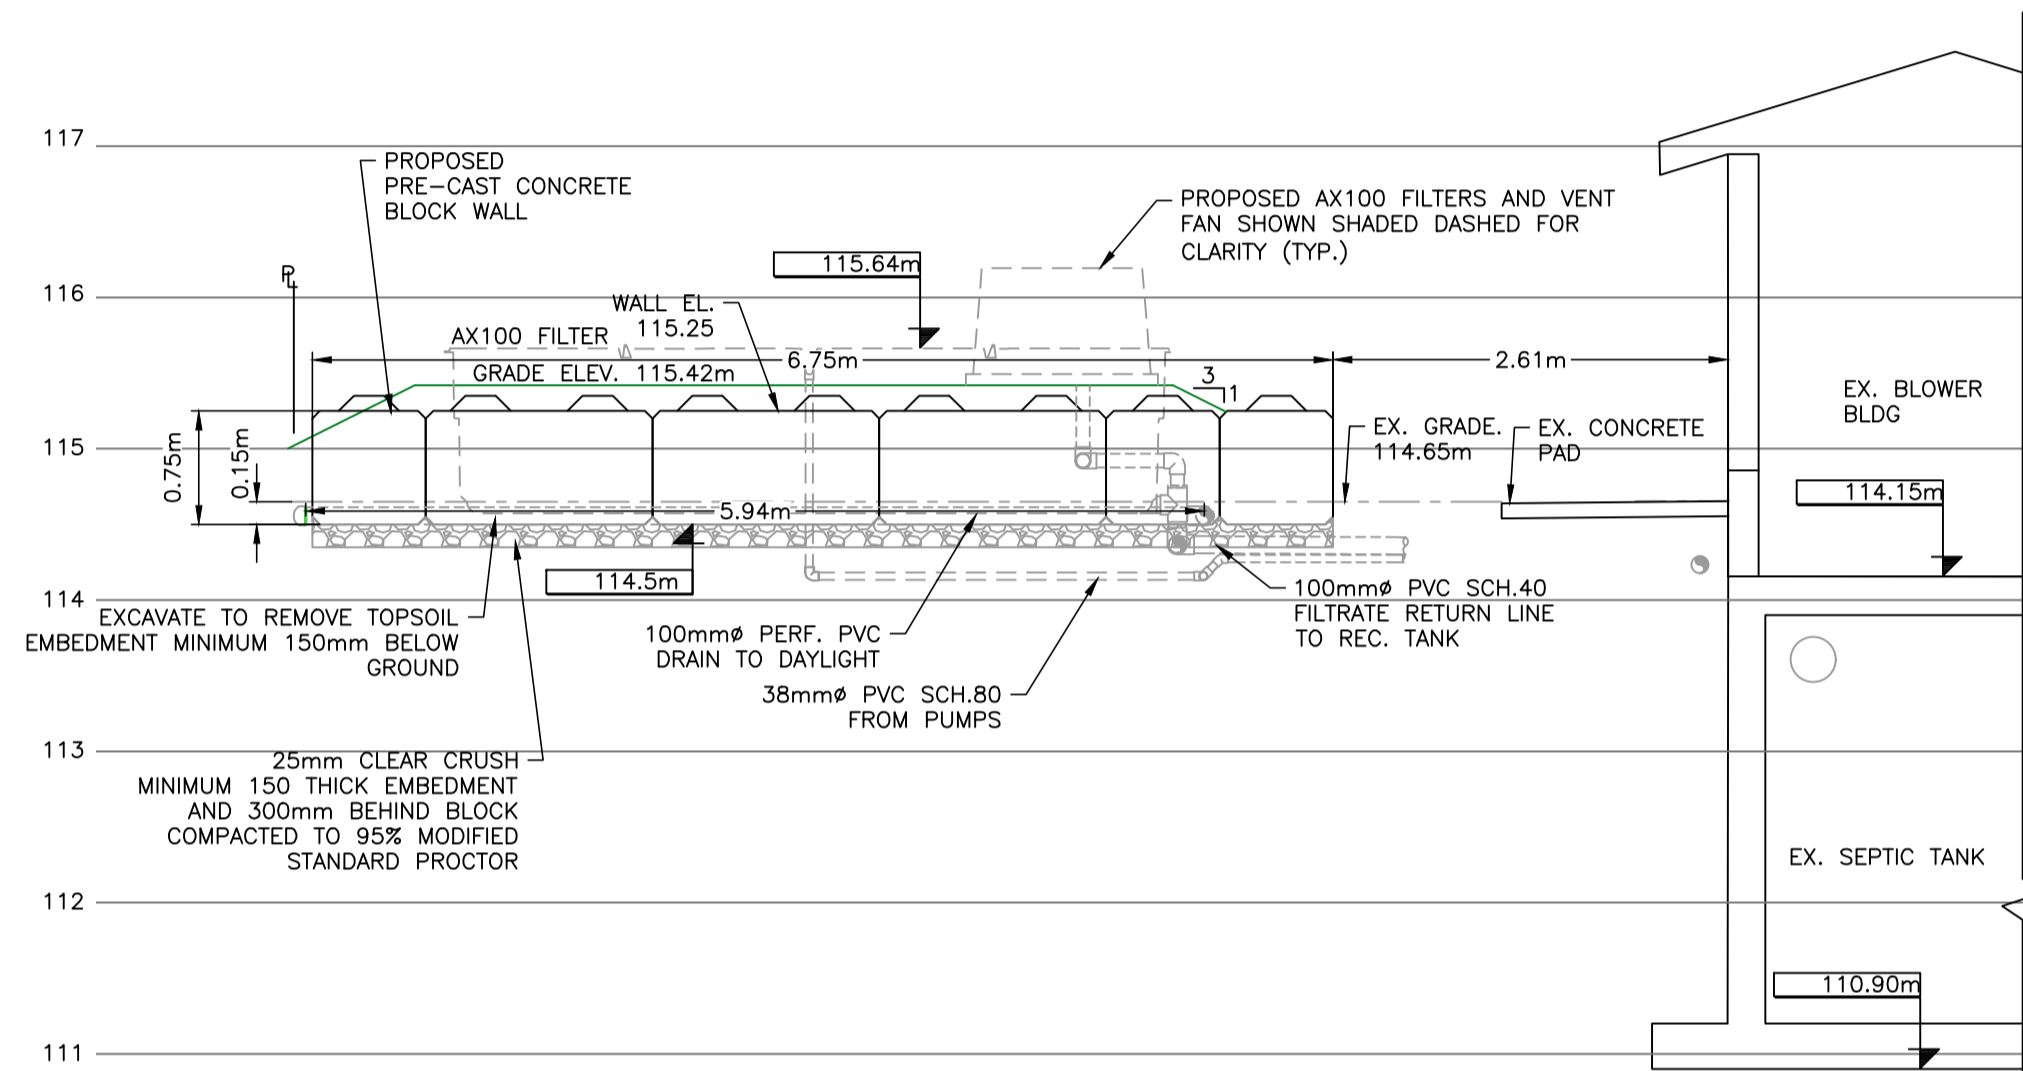 117
PROPOSED
PRE-CAST CONCRETE
BLOCK WALL
PROPOSED AX100 FILTERS AND VENT
FAN SHOWN SHADED DASHED FOR
CLARITY (TYP.)
115.64m
PL
116
WALL EL.
115.25
AX100 FILTER
6.75m
2.61m
GRADE ELEV. 115.42m
3
1
EX. BLOWER
BLDG
EX. GRADE.
114.65m
EX. CONCRETE
PAD
115
0.75m
0.15m
114.15m
5.94m
114.5m
114
100mmø PVC SCH.40
FILTRATE RETURN LINE
TO REC. TANK
EXCAVATE TO REMOVE TOPSOIL
EMBEDMENT MINIMUM 150mm BELOW
GROUND
100mmø PERF. PVC
DRAIN TO DAYLIGHT
38mmø PVC SCH.80
FROM PUMPS
113
25mm CLEAR CRUSH
MINIMUM 150 THICK EMBEDMENT
AND 300mm BEHIND BLOCK
COMPACTED TO 95% MODIFIED
STANDARD PROCTOR
EX. SEPTIC TANK
112
110.90m
111